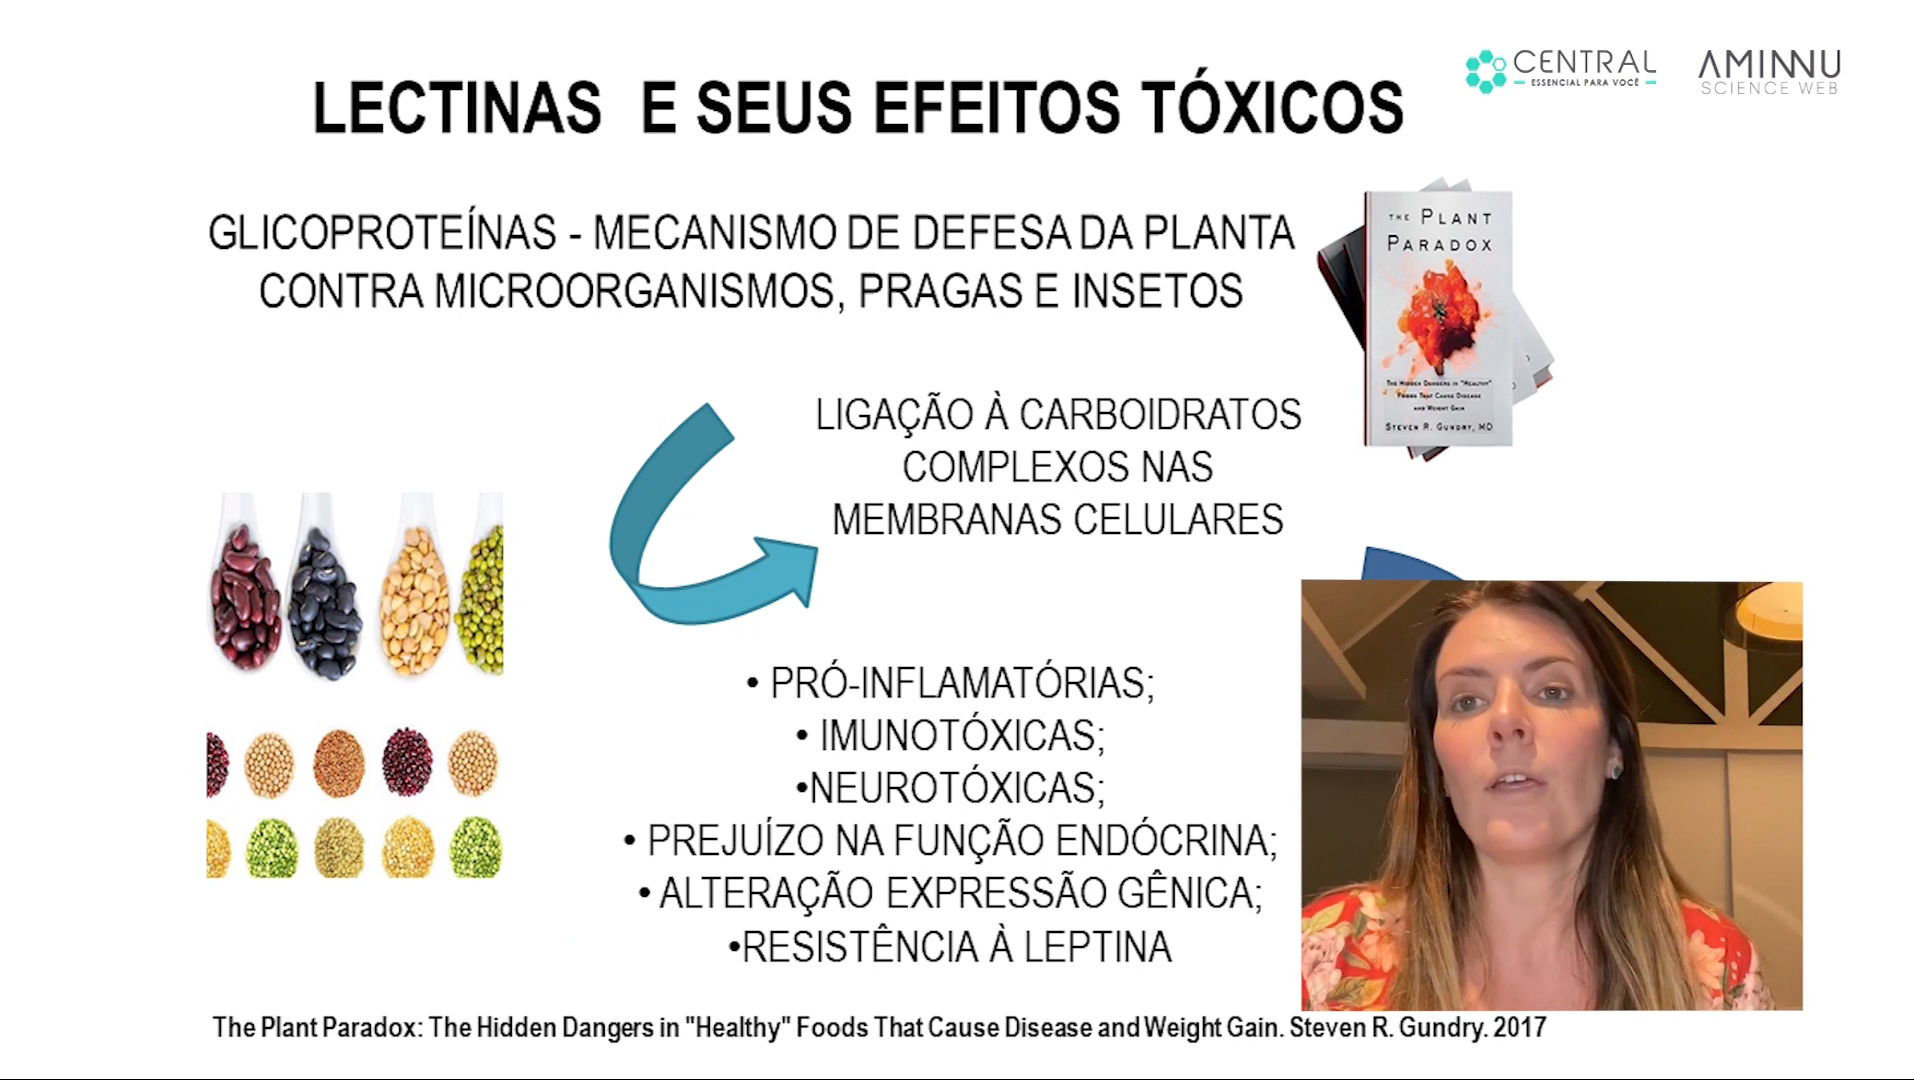 CENTRAL
ESSENCIAL PARA VOCÊ
AMINNU
SCIENCE WEB
LECTINAS E SEUS EFEITOS TÓXICOS
GLICOPROTEÍNAS - MECANISMO DE DEFESA DA PLANTA
CONTRA MICROORGANISMOS, PRAGAS E INSETOS
THE PLANT
PARADOX
THE HIDDEN DANGERS IN "HEALTHY"
FOODS THAT CAUSE DISEASE
AND WEIGHT GAIN
STEVEN R. GUNDRY, MD
LIGAÇÃO À CARBOIDRATOS
COMPLEXOS NAS
MEMBRANAS CELULARES
• PRÓ-INFLAMATÓRIAS;
• IMUNOTÓXICAS;
•NEUROTÓXICAS;
• PREJUÍZO NA FUNÇÃO ENDÓCRINA;
• ALTERAÇÃO EXPRESSÃO GÊNICA;
•RESISTÊNCIA À LEPTINA
The Plant Paradox: The Hidden Dangers in "Healthy" Foods That Cause Disease and Weight Gain. Steven R. Gundry. 2017